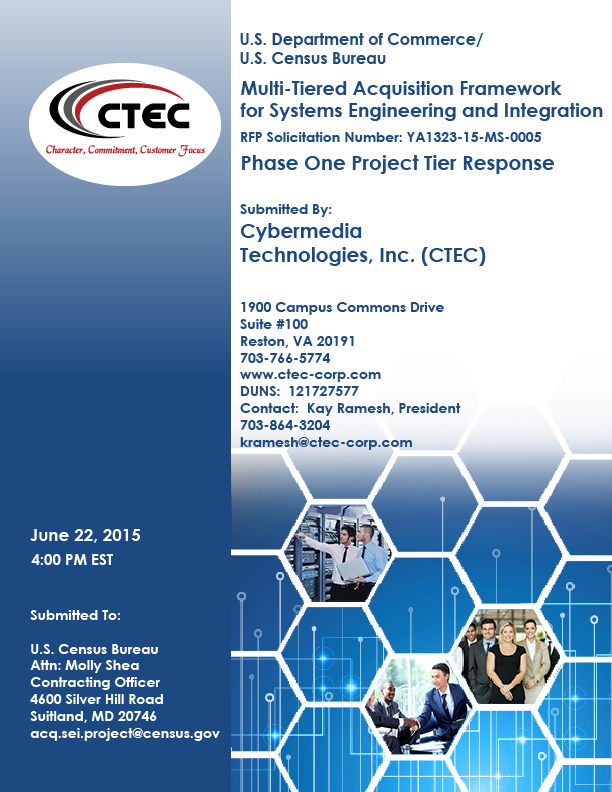 CTEC
Character, Commitment, Customer Focus
U.S. Department of Commerce/
U.S. Census Bureau
Multi-Tiered Acquisition Framework
for Systems Engineering and Integration
RFP Solicitation Number: YA1323-15-MS-0005
Phase One Project Tier Response
Submitted By:
Cybermedia
Technologies, Inc. (CTEC)
1900 Campus Commons Drive
Suite #100
Reston, VA 20191
703-766-5774
www.ctec-corp.com
DUNS:  121727577
Contact:  Kay Ramesh, President
703-864-3204
kramesh@ctec-corp.com
June 22, 2015
4:00 PM EST
Submitted To:
U.S. Census Bureau
Attn: Molly Shea
Contracting Officer
4600 Silver Hill Road
Suitland, MD 20746
acq.sei.project@census.gov